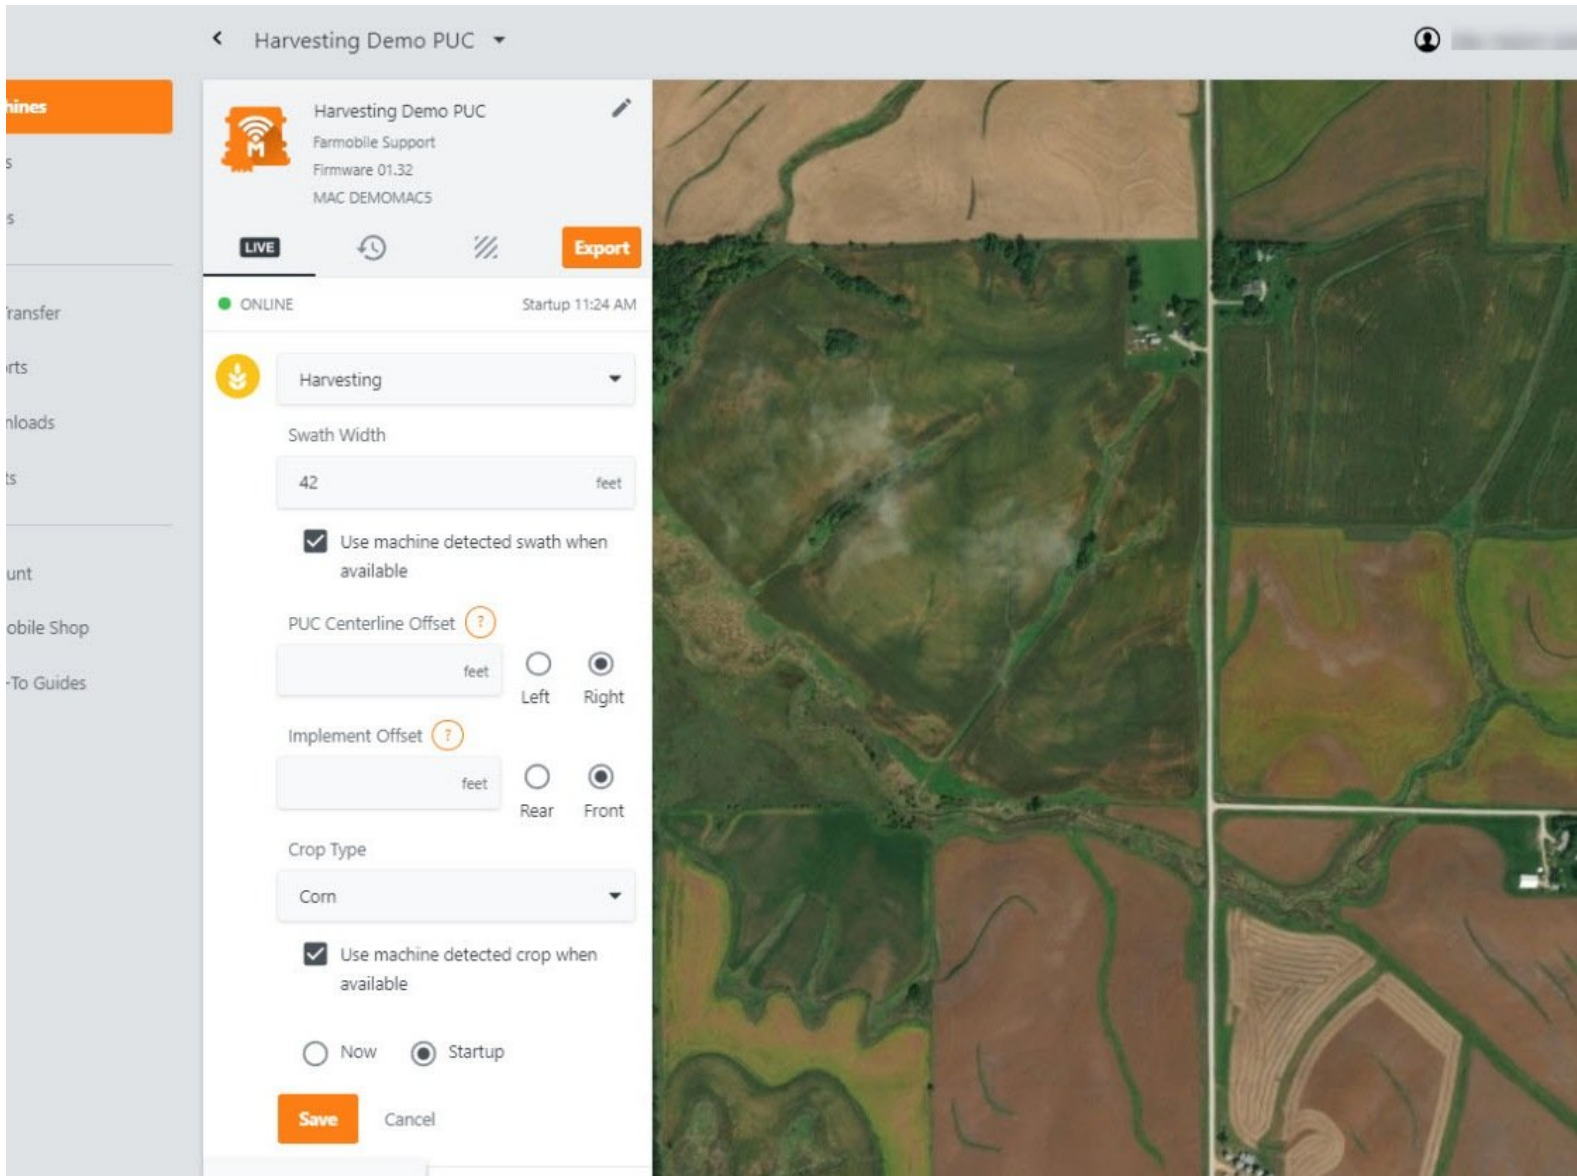 Harvesting Demo PUC
hines
Harvesting Demo PUC
Farmobile Support
Firmware 01.32
MAC DEMOMAC5
M
LIVE
Export
ONLINE
Startup 11:24 AM
Harvesting
Swath Width
42 feet
Use machine detected swath when
available
PUC Centerline Offset ?
feet
Left Right
Implement Offset ?
feet
Rear Front
Crop Type
Corn
Use machine detected crop when
available
Now Startup
Save Cancel
s
s
ransfer
rts
nloads
ts
unt
obile Shop
-To Guides